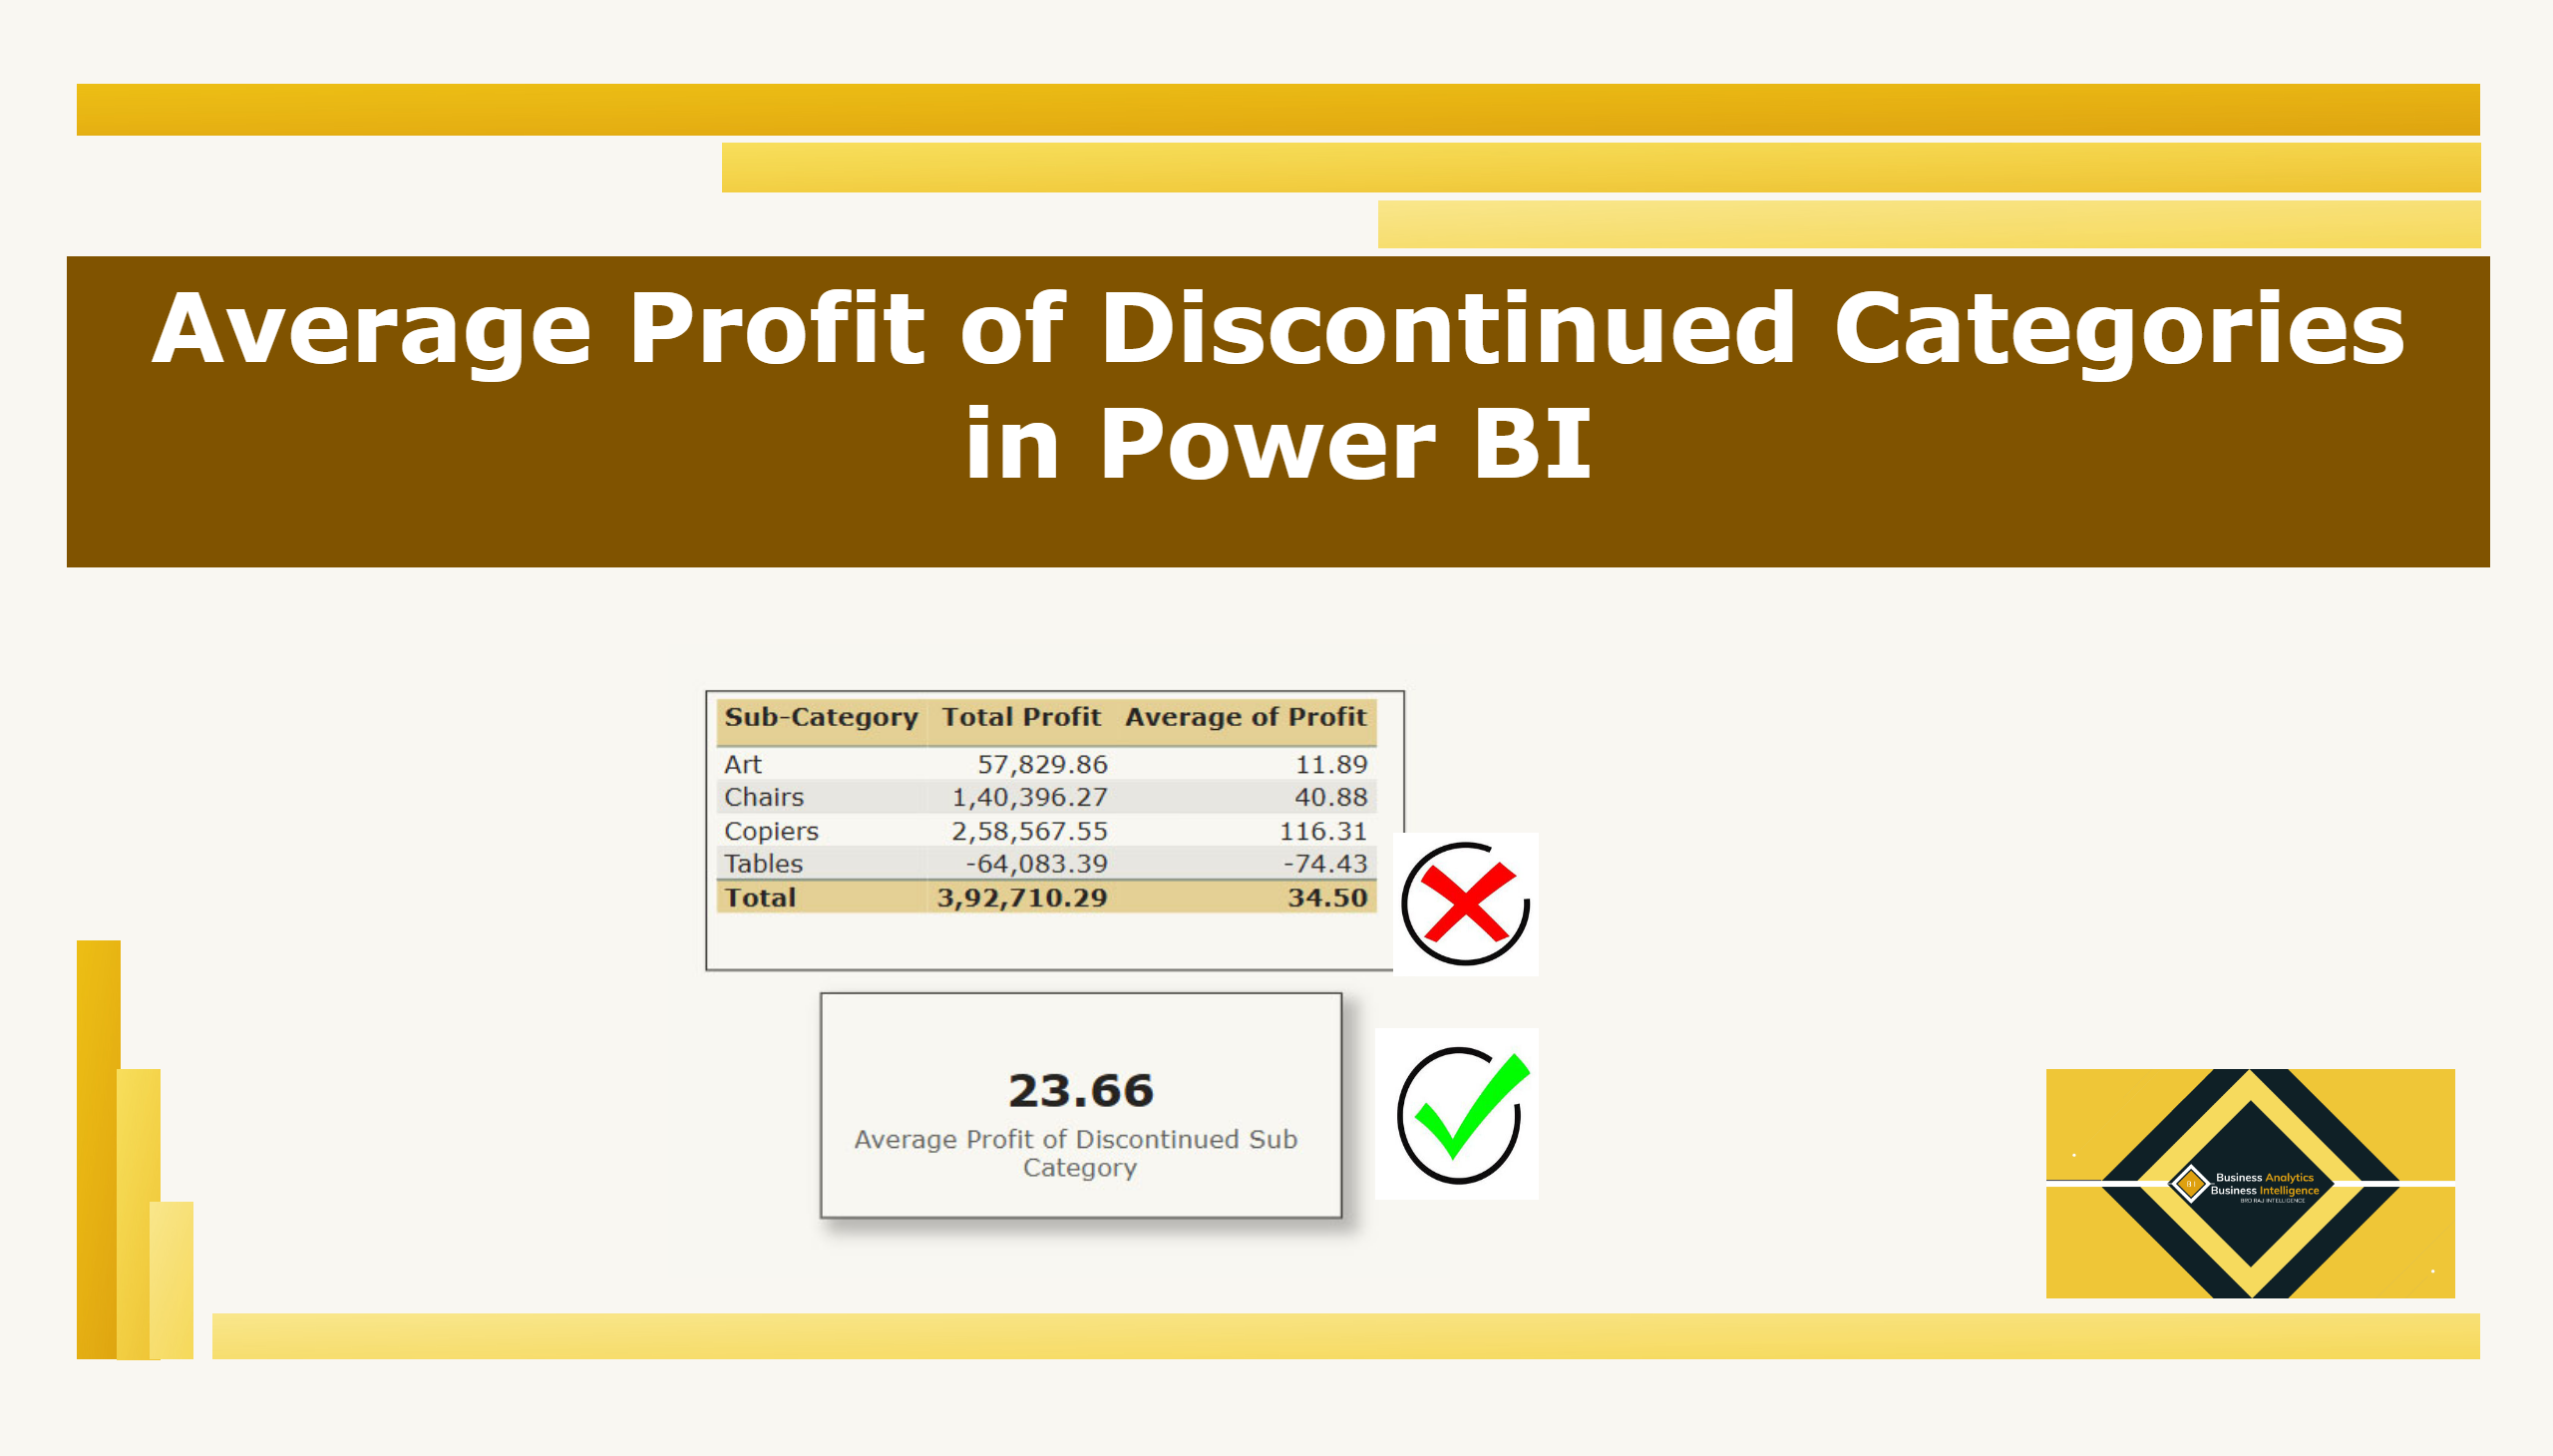 Average Profit of Discontinued Categories
in Power BI
Sub-Category Total Profit Average of Profit
Art 57,829.86 11.89
Chairs 1,40,396.27 40.88
Copiers 2,58,567.55 116.31
Tables -64,083.39 -74.43
Total 3,92,710.29 34.50
23.66
Average Profit of Discontinued Sub
Category
Business Analytics
Business Intelligence
BRO RAJ INTELLIGENCE